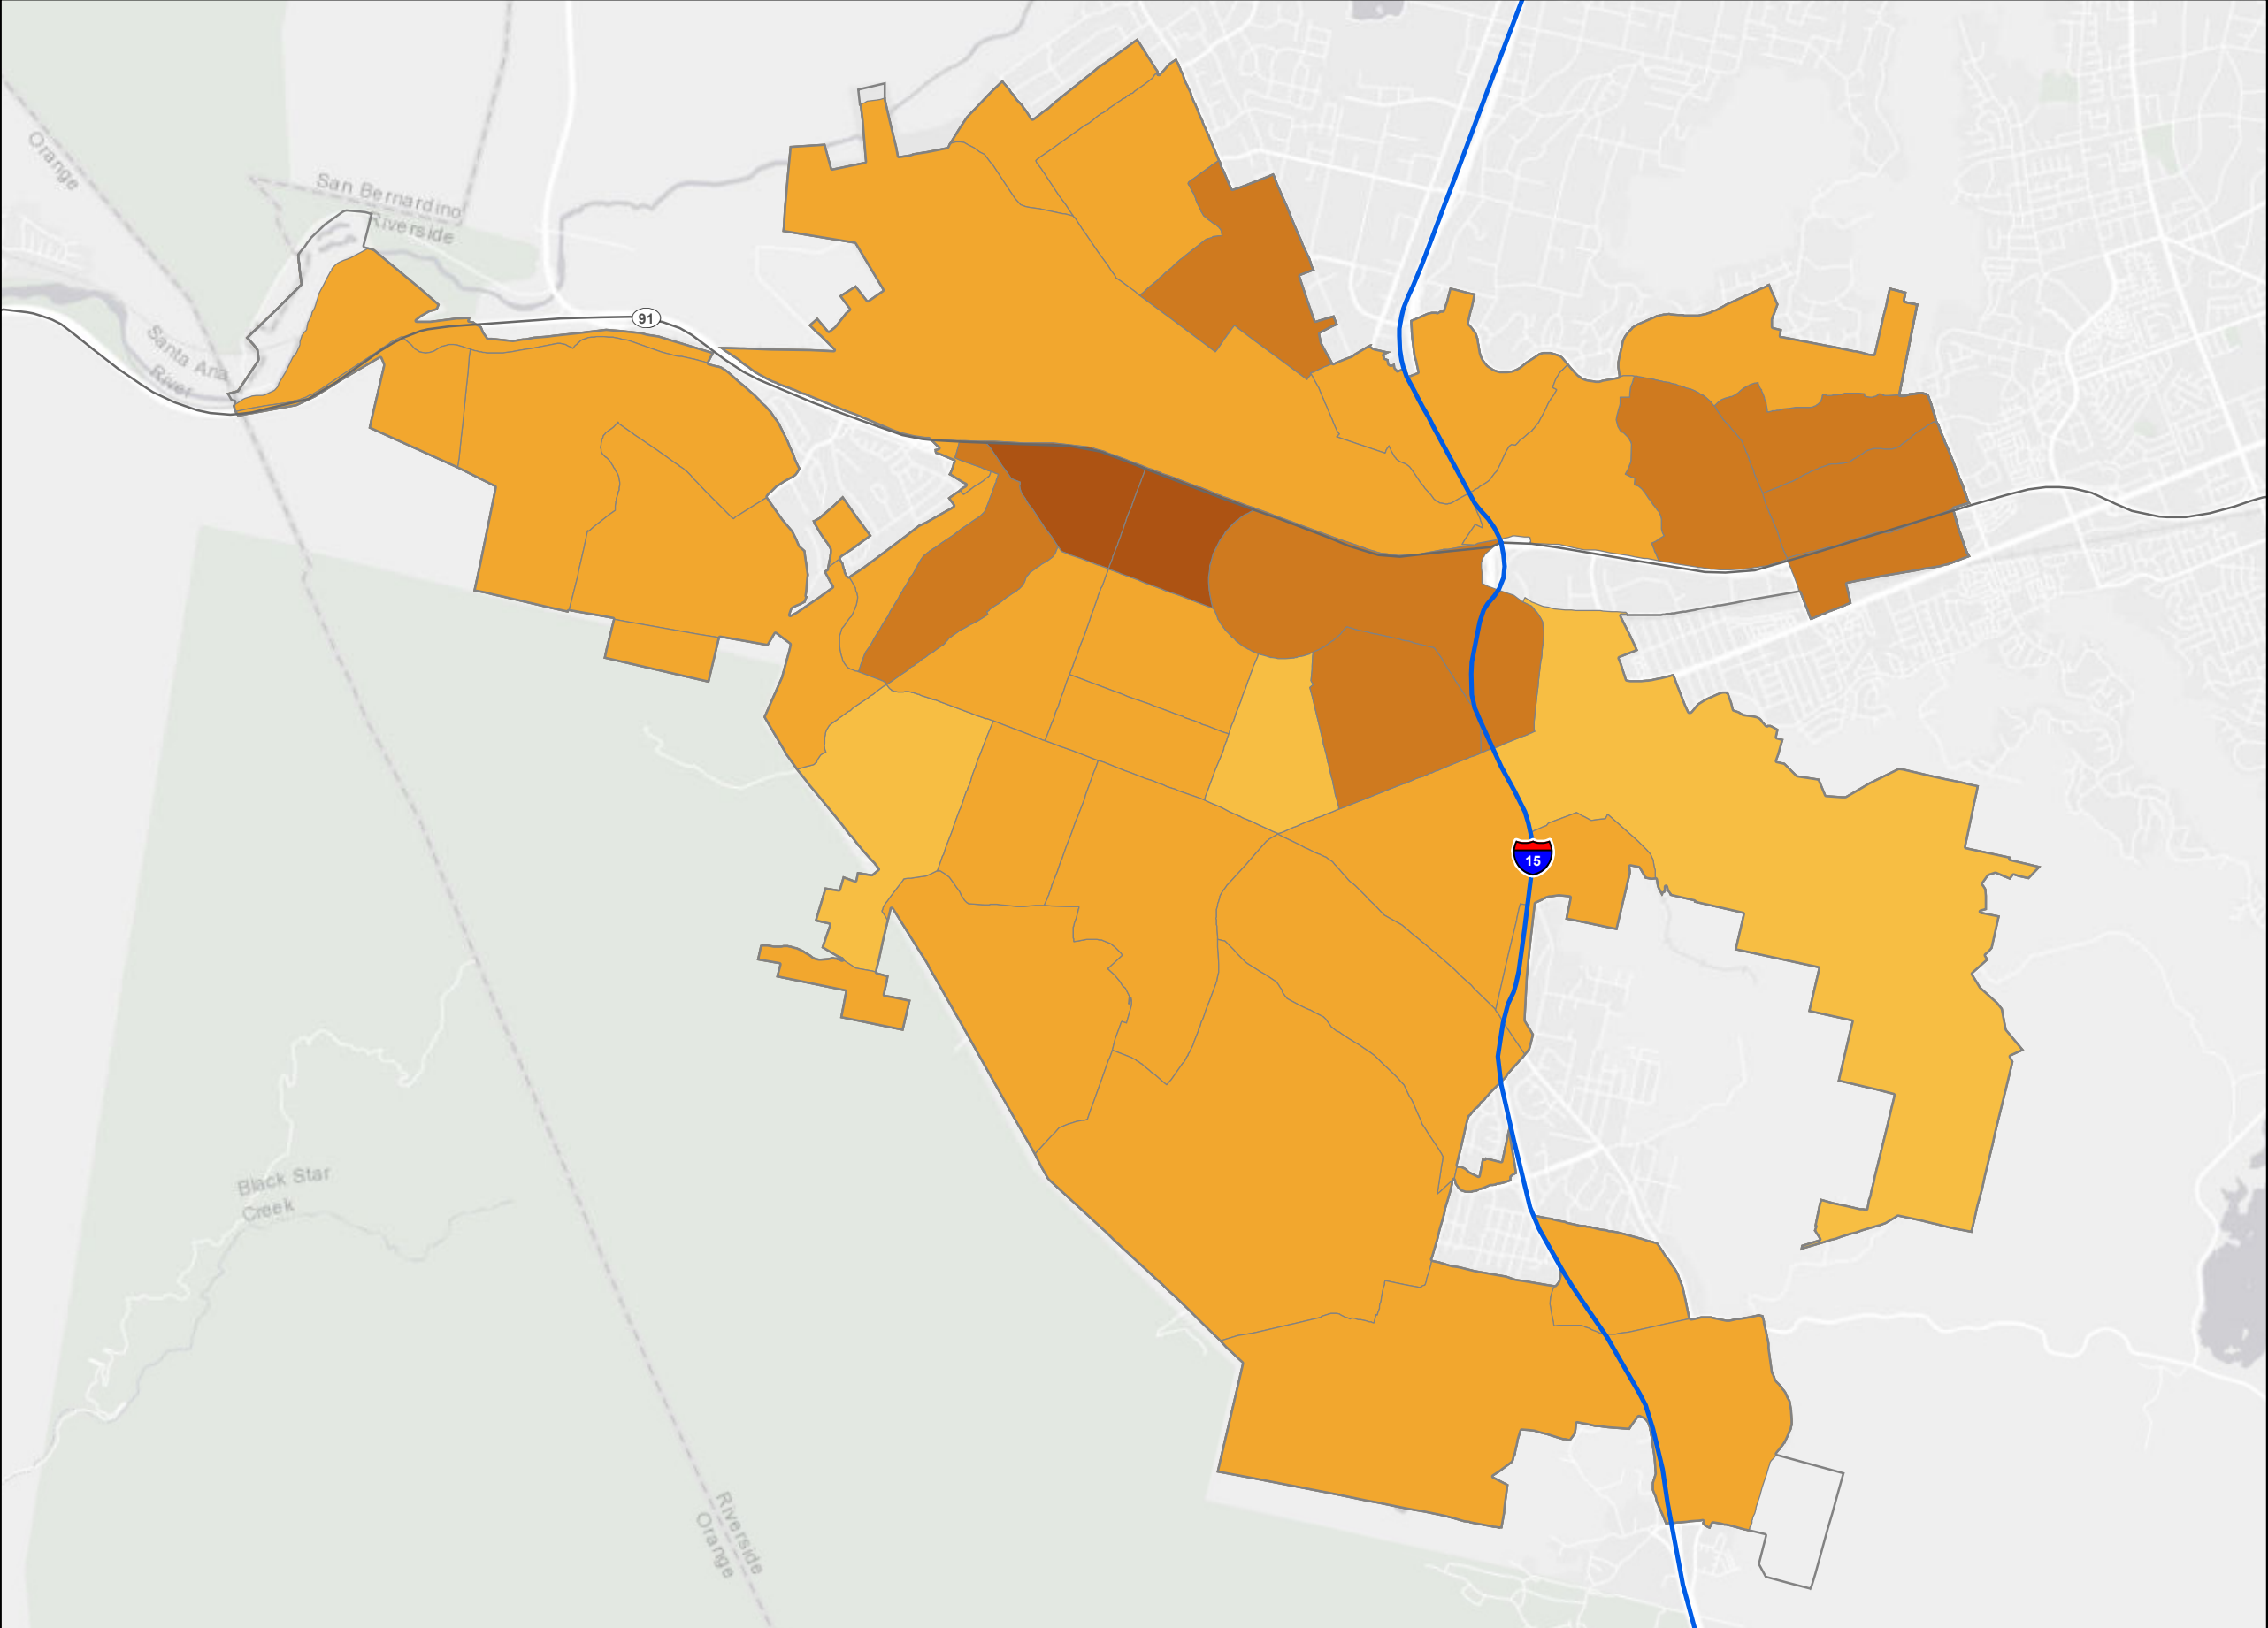 Orange
San Bernardino
Riverside
91
Santa Ana
River
15
Black Star
Creek
Riverside
Orange